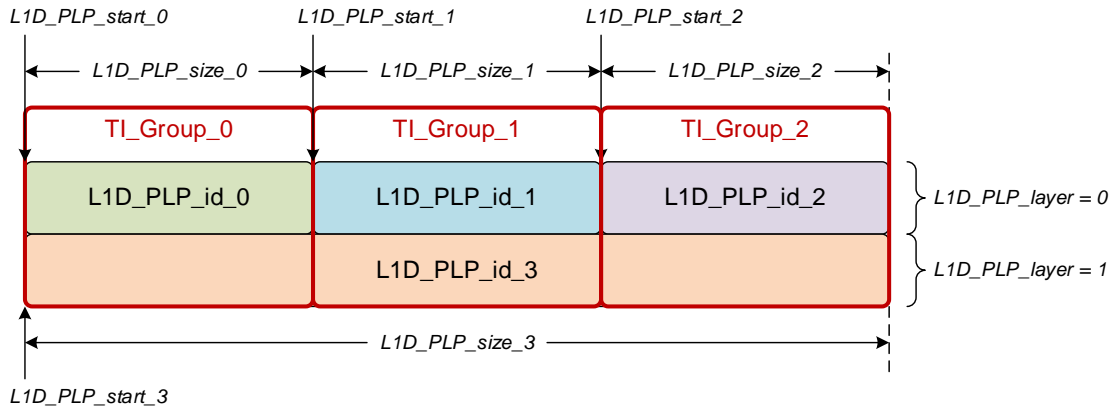 L1D_PLP_start_0 L1D_PLP_start_1 L1D_PLP_start_2
L1D_PLP_size_0 L1D_PLP_size_1 L1D_PLP_size_2
TI_Group_0 TI_Group_1 TI_Group_2
L1D_PLP_id_0 L1D_PLP_id_1 L1D_PLP_id_2 L1D_PLP_layer = 0
L1D_PLP_id_3 L1D_PLP_layer = 1
L1D_PLP_size_3
L1D_PLP_start_3